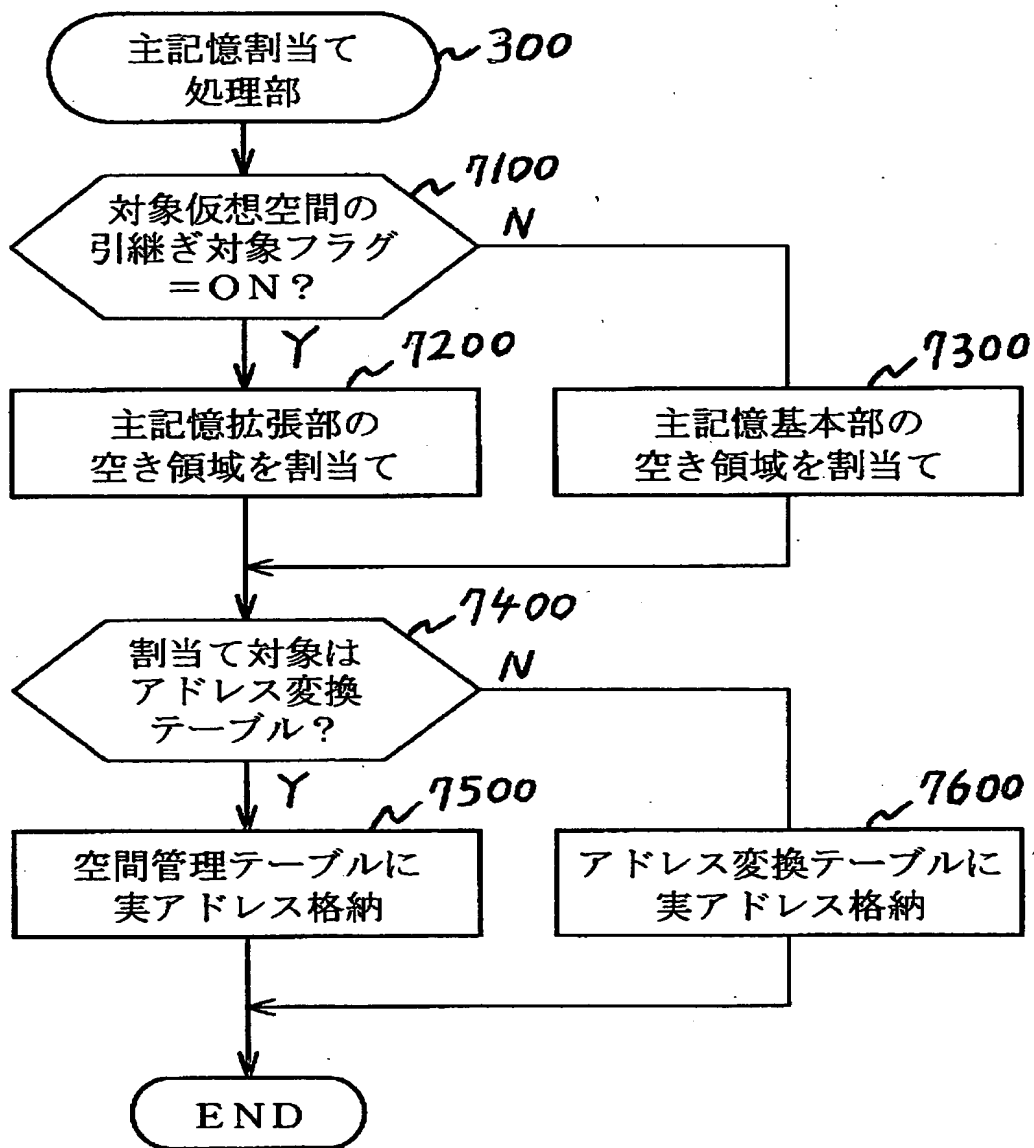 主記憶割当て
処理部
300
対象仮想空間の
引継ぎ対象フラグ
=ON?
7100
N
Y
7200
主記憶拡張部の
空き領域を割当て
7300
主記憶基本部の
空き領域を割当て
7400
割当て対象は
アドレス変換
テーブル?
N
Y
7500
空間管理テーブルに
実アドレス格納
7600
アドレス変換テーブルに
実アドレス格納
END